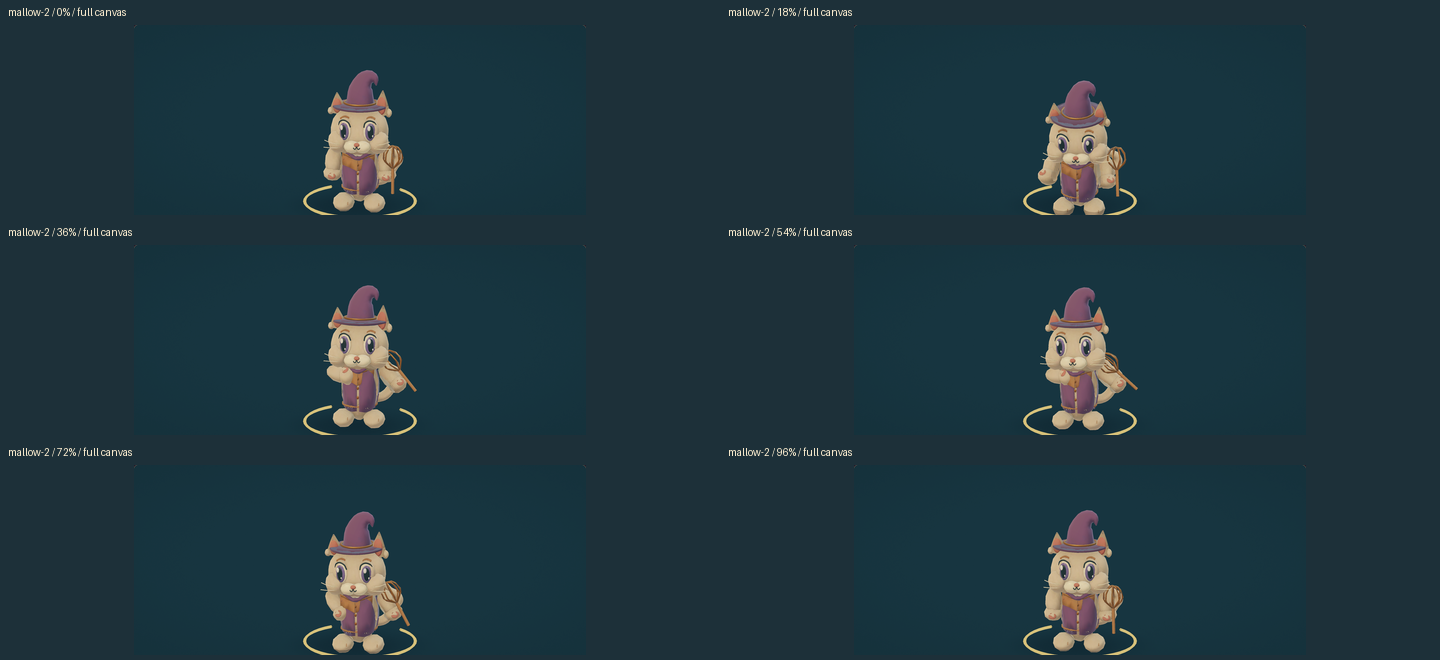 mallow-2 / 0% / full canvas
mallow-2 / 18% / full canvas
mallow-2 / 36% / full canvas
mallow-2 / 54% / full canvas
mallow-2 / 72% / full canvas
mallow-2 / 96% / full canvas